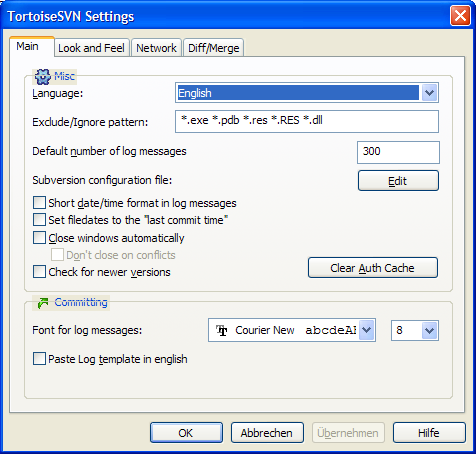 TortoiseSVN Settings
Main Look and Feel Network Diff/Merge
Misc
Language: English
Exclude/Ignore pattern: *.exe *.pdb *.res *.RES *.dll
Default number of log messages 300
Subversion configuration file: Edit
Short date/time format in log messages
Set filedates to the "last commit time"
Close windows automatically
Don't close on conflicts
Check for newer versions Clear Auth Cache
Committing
Font for log messages: Courier New abcdeA 8
Paste Log template in english
OK Abbrechen Übernehmen Hilfe